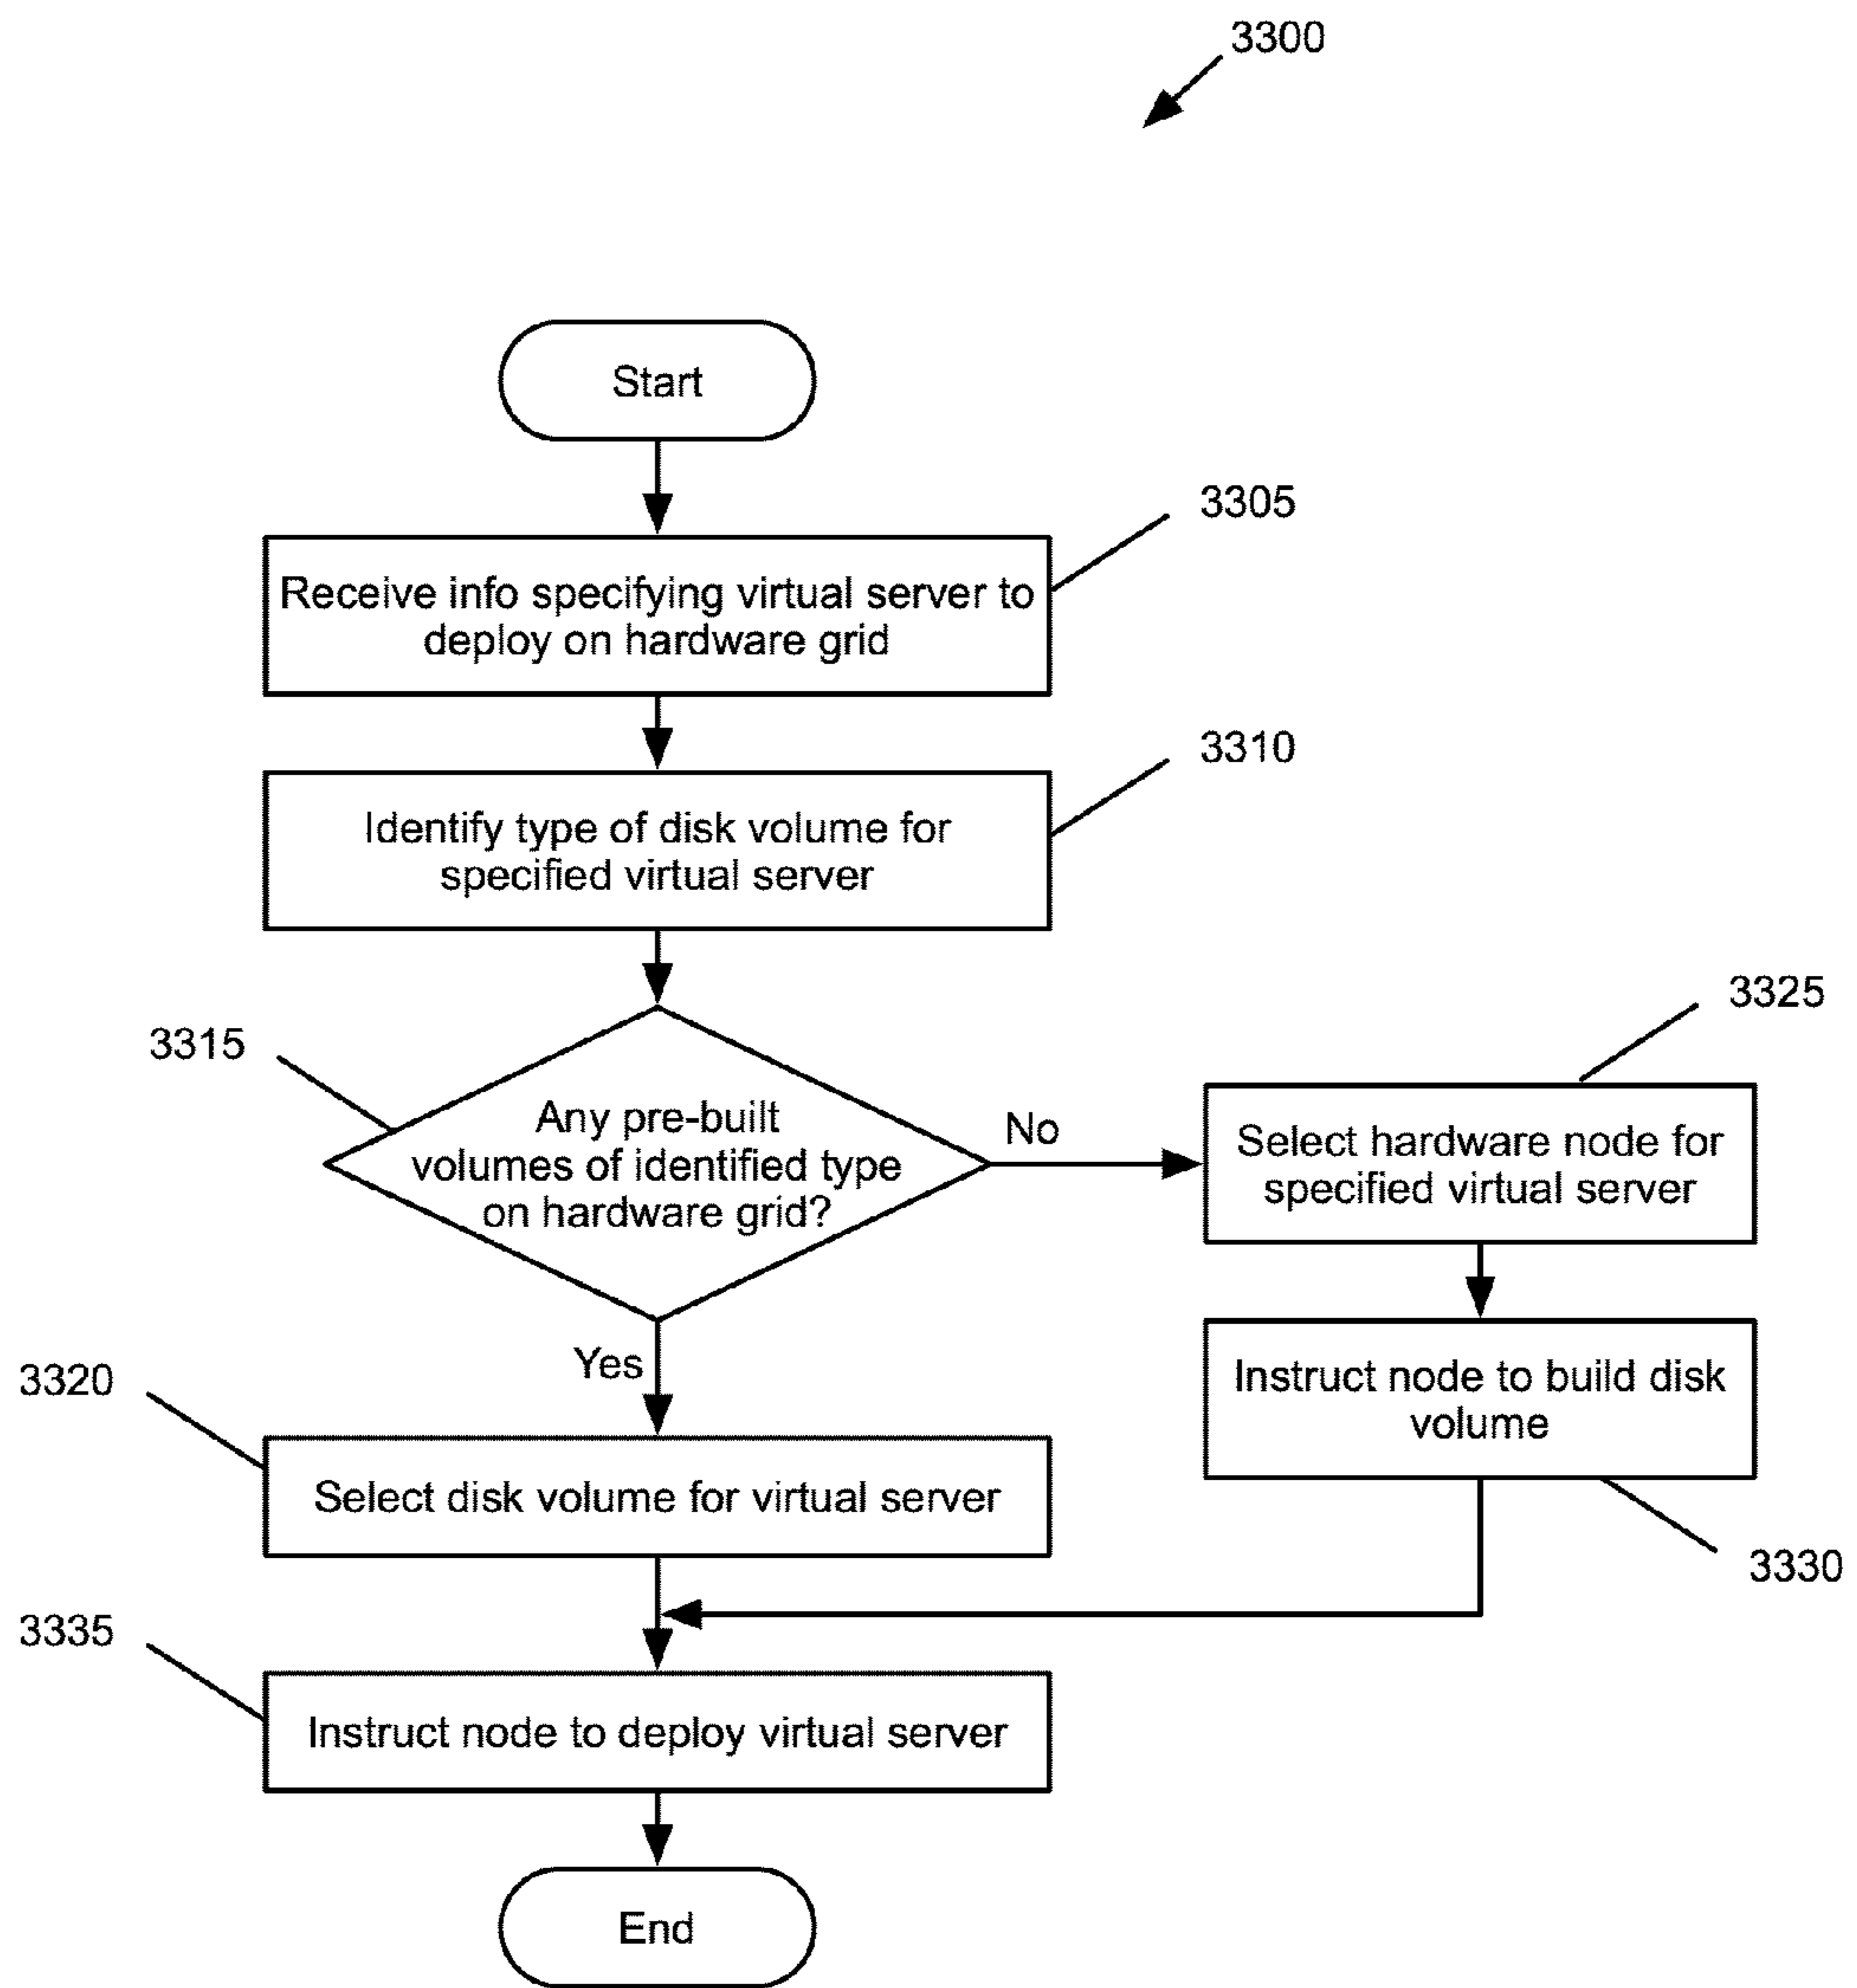 3300
Start
3305
Receive info specifying virtual server to
deploy on hardware grid
3310
Identify type of disk volume for
specified virtual server
3315
Any pre-built
volumes of identified type
on hardware grid?
No
3325
Select hardware node for
specified virtual server
Yes
Instruct node to build disk
volume
3330
3320
Select disk volume for virtual server
3335
Instruct node to deploy virtual server
End